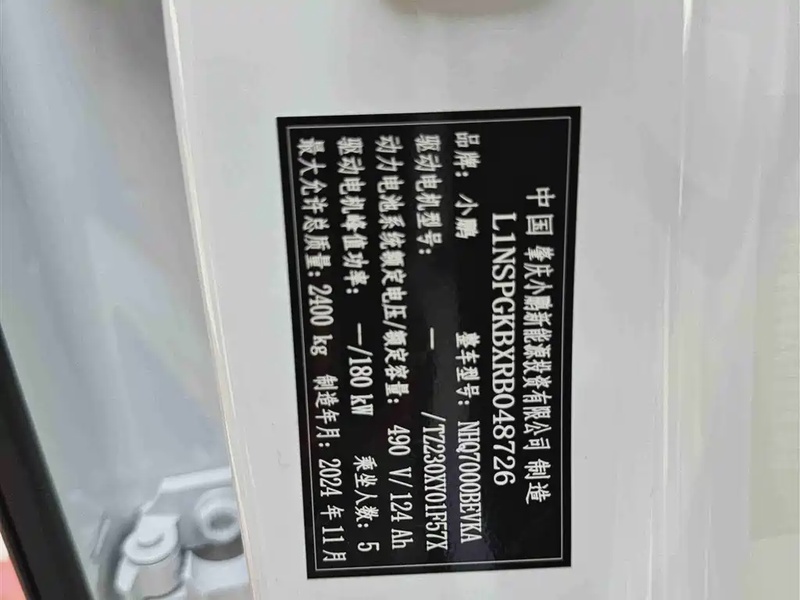 中国 肇庆小鹏新能源投资有限公司 制造
L1NSPGKBXRB048726
品牌：小鹏 整车型号：NHQ7000BEVKA
驱动电机型号： —/TZ230XY01F57X
动力电池系统额定电压/额定容量： 490 V/124 Ah
驱动电机峰值功率： —/180 kW 乘坐人数：5
最大允许总质量：2400 kg 制造年月：2024 年 11 月